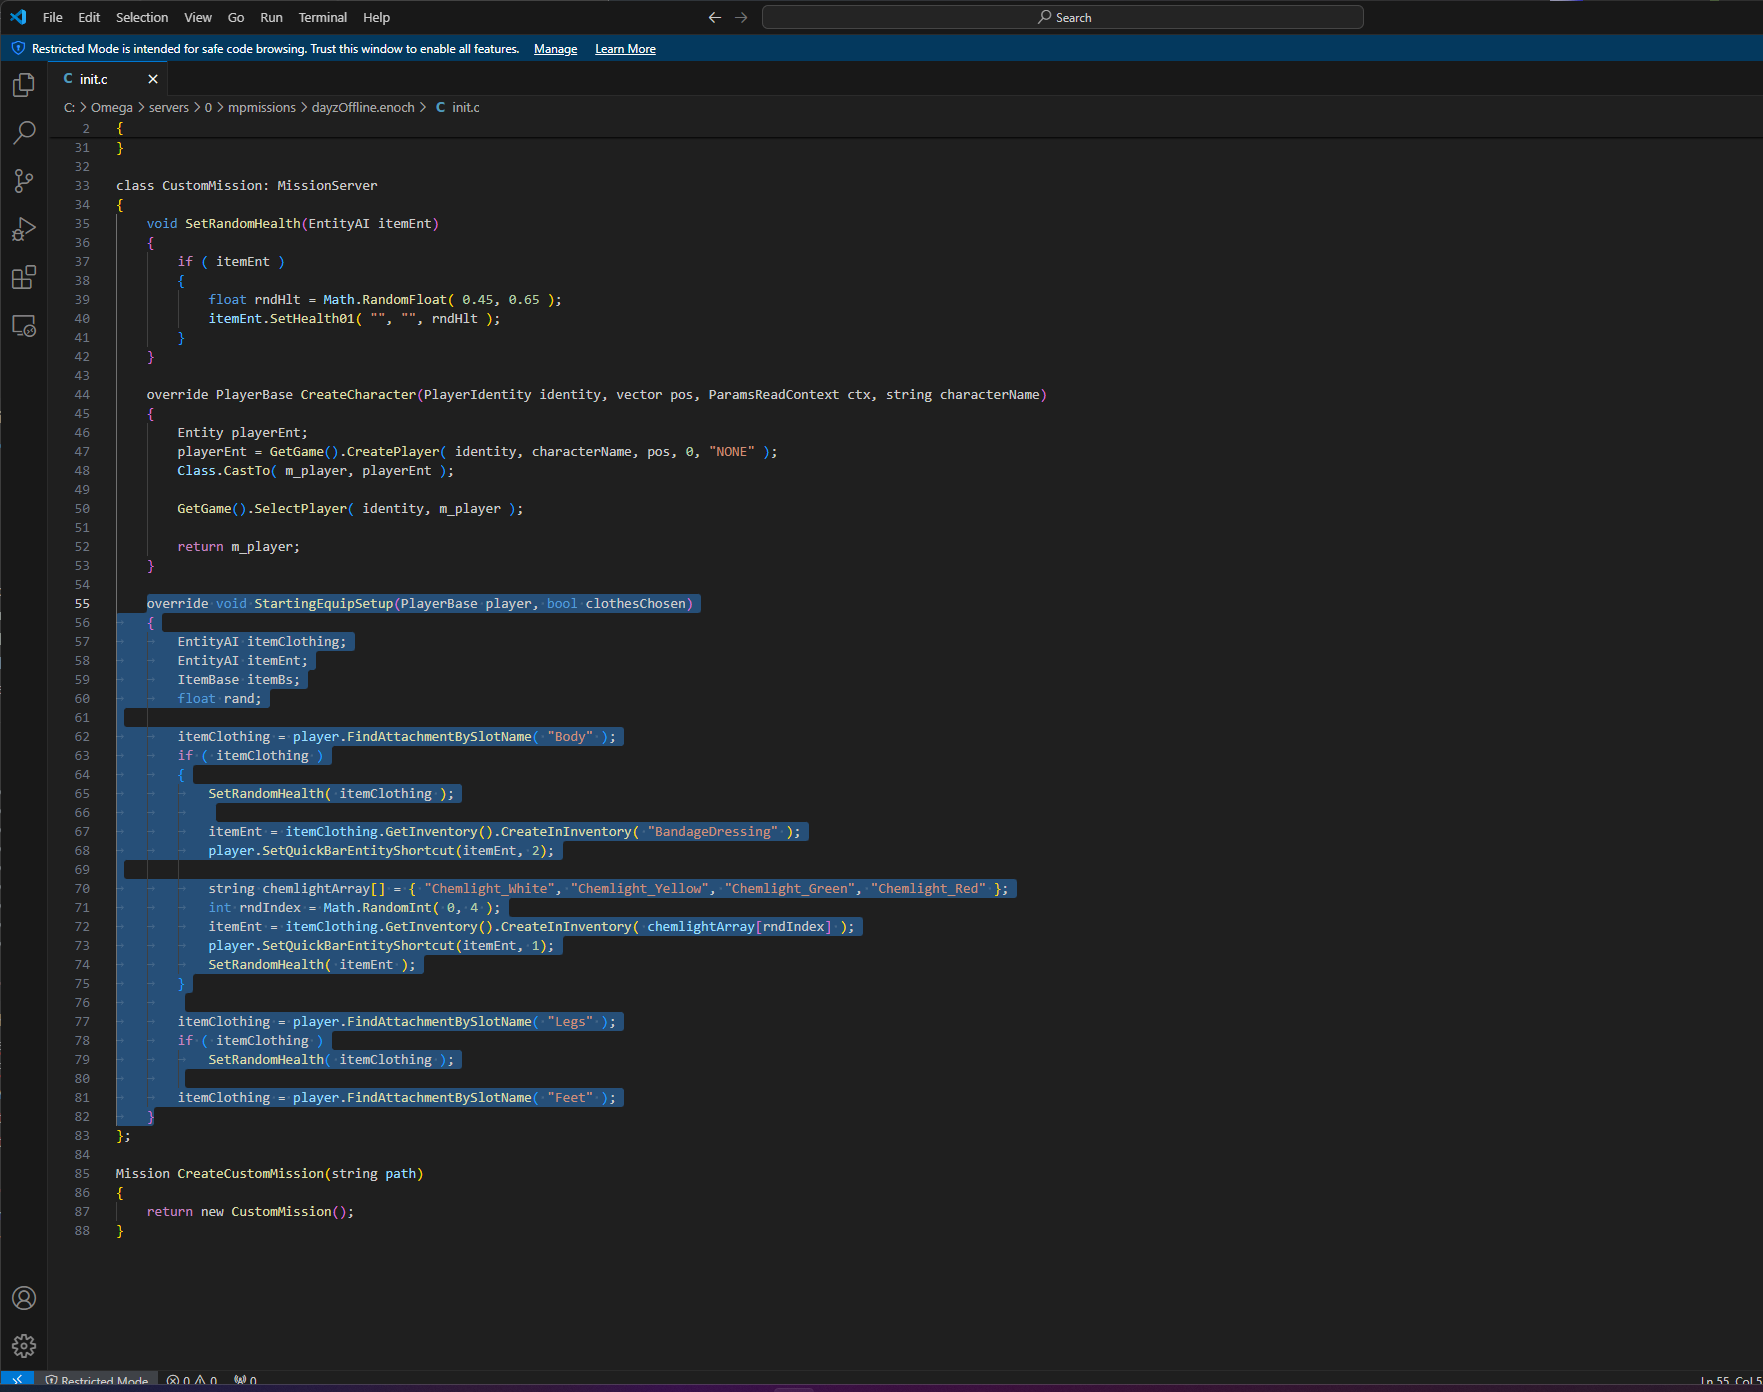 File Edit Selection View Go Run Terminal Help Search
Restricted Mode is intended for safe code browsing. Trust this window to enable all features. Manage Learn More
C init.c
C: > Omega > servers > 0 > mpmissions > dayzOffline.enoch > C init.c
2 {
31 }
32
33 class CustomMission: MissionServer
34 {
35 void SetRandomHealth(EntityAI itemEnt)
36 {
37 if ( itemEnt )
38 {
39 float rndHlt = Math.RandomFloat( 0.45, 0.65 );
40 itemEnt.SetHealth01( "", "", rndHlt );
41 }
42 }
43
44 override PlayerBase CreateCharacter(PlayerIdentity identity, vector pos, ParamsReadContext ctx, string characterName)
45 {
46 Entity playerEnt;
47 playerEnt = GetGame().CreatePlayer( identity, characterName, pos, 0, "NONE" );
48 Class.CastTo( m_player, playerEnt );
49
50 GetGame().SelectPlayer( identity, m_player );
51
52 return m_player;
53 }
54
55 override void StartingEquipSetup(PlayerBase player, bool clothesChosen)
56 {
57 EntityAI itemClothing;
58 EntityAI itemEnt;
59 ItemBase itemBs;
60 float rand;
61
62 itemClothing = player.FindAttachmentBySlotName( "Body" );
63 if ( itemClothing )
64 {
65 SetRandomHealth( itemClothing );
66
67 itemEnt = itemClothing.GetInventory().CreateInInventory( "BandageDressing" );
68 player.SetQuickBarEntityShortcut(itemEnt, 2);
69
70 string chemlightArray[] = { "Chemlight_White", "Chemlight_Yellow", "Chemlight_Green", "Chemlight_Red" };
71 int rndIndex = Math.RandomInt( 0, 4 );
72 itemEnt = itemClothing.GetInventory().CreateInInventory( chemlightArray[rndIndex] );
73 player.SetQuickBarEntityShortcut(itemEnt, 1);
74 SetRandomHealth( itemEnt );
75 }
76
77 itemClothing = player.FindAttachmentBySlotName( "Legs" );
78 if ( itemClothing )
79 SetRandomHealth( itemClothing );
80
81 itemClothing = player.FindAttachmentBySlotName( "Feet" );
82 }
83 };
84
85 Mission CreateCustomMission(string path)
86 {
87 return new CustomMission();
88 }
Restricted Mode 0 0 0 Ln 55, Col 5